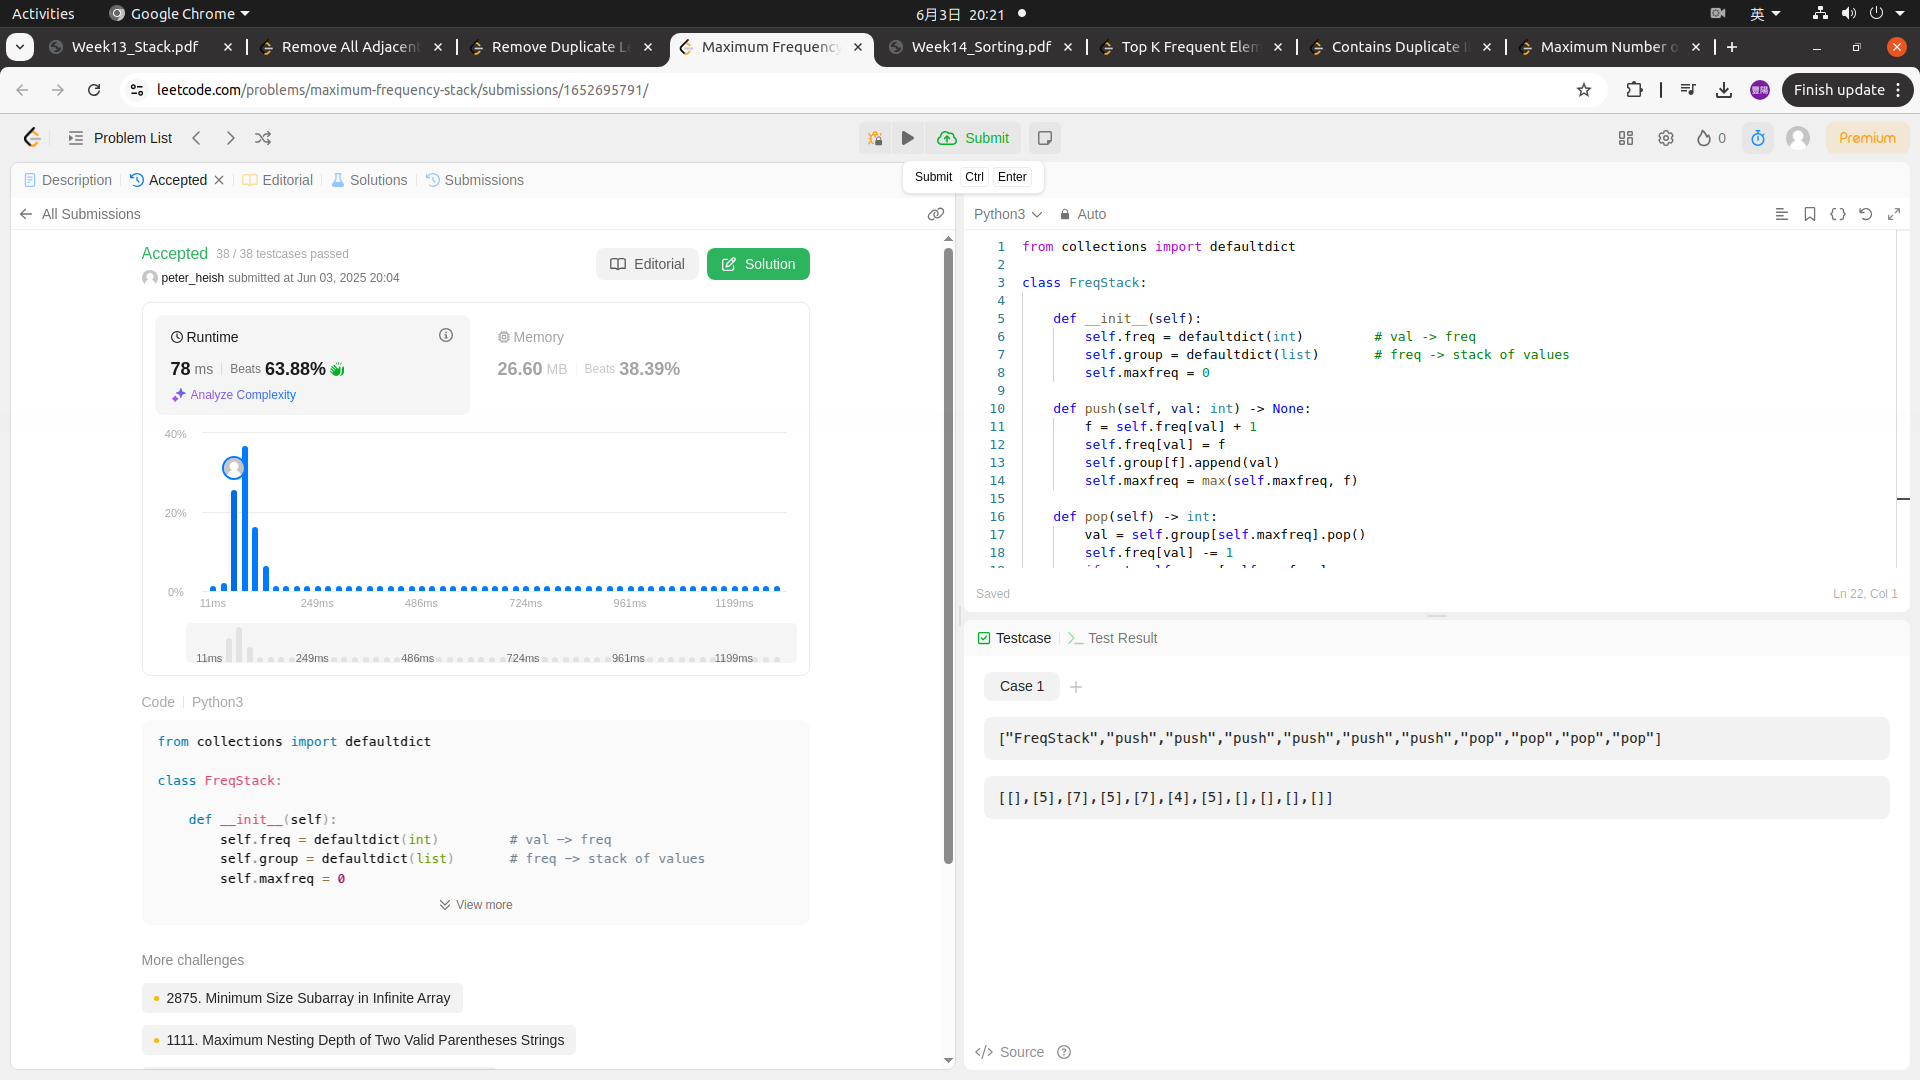 Activities
Google Chrome
6月3日 20:21
英
Week13_Stack.pdf
Remove All Adjacen
Remove Duplicate Le
Maximum Frequency
Week14_Sorting.pdf
Top K Frequent Elem
Contains Duplicate I
Maximum Number o
leetcode.com/problems/maximum-frequency-stack/submissions/1652695791/
Finish update
Problem List
Submit
0
Premium
Description
Accepted
Editorial
Solutions
Submissions
Submit Ctrl Enter
All Submissions
Accepted 38 / 38 testcases passed
peter_heish submitted at Jun 03, 2025 20:04
Editorial
Solution
Runtime
78 ms Beats 63.88%
Analyze Complexity
Memory
26.60 MB Beats 38.39%
40%
20%
0%
11ms 249ms 486ms 724ms 961ms 1199ms
11ms 249ms 486ms 724ms 961ms 1199ms
Code Python3
from collections import defaultdict
class FreqStack:
def __init__(self):
self.freq = defaultdict(int) # val -> freq
self.group = defaultdict(list) # freq -> stack of values
self.maxfreq = 0
View more
More challenges
2875. Minimum Size Subarray in Infinite Array
1111. Maximum Nesting Depth of Two Valid Parentheses Strings
Python3
Auto
1 from collections import defaultdict
2
3 class FreqStack:
4
5 def __init__(self):
6 self.freq = defaultdict(int) # val -> freq
7 self.group = defaultdict(list) # freq -> stack of values
8 self.maxfreq = 0
9
10 def push(self, val: int) -> None:
11 f = self.freq[val] + 1
12 self.freq[val] = f
13 self.group[f].append(val)
14 self.maxfreq = max(self.maxfreq, f)
15
16 def pop(self) -> int:
17 val = self.group[self.maxfreq].pop()
18 self.freq[val] -= 1
Saved
Ln 22, Col 1
Testcase
Test Result
Case 1
["FreqStack","push","push","push","push","push","push","pop","pop","pop","pop"]
[[],[5],[7],[5],[7],[4],[5],[],[],[],[]]
Source